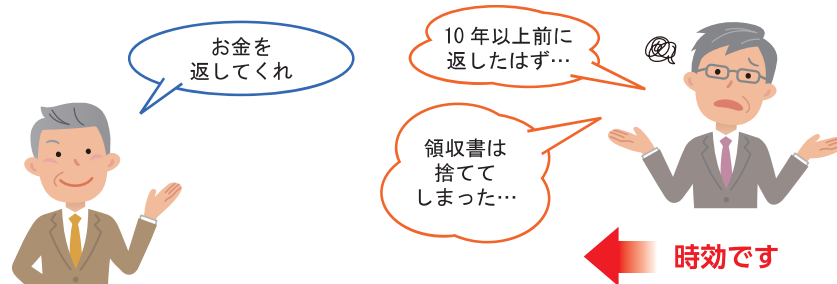 お金を
返してくれ
10年以上前に
返したはず…
領収書は
捨てて
しまった…
時効です